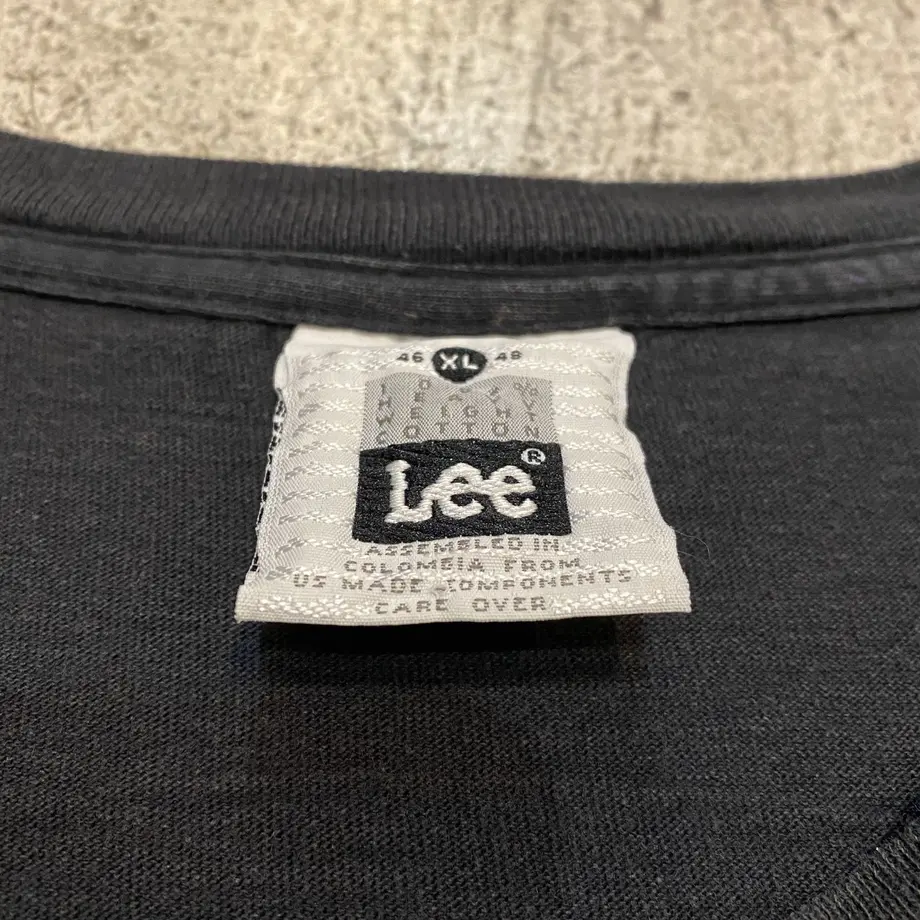 46 XL 48
Lee®
ASSEMBLED IN
COLOMBIA FROM
US MADE COMPONENTS
CARE OVER